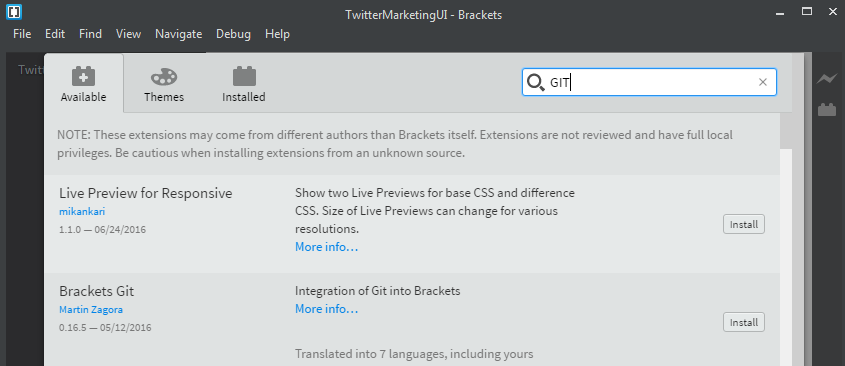 TwitterMarketingUI - Brackets
File Edit Find View Navigate Debug Help
Twitt
Available Themes Installed
GIT
NOTE: These extensions may come from different authors than Brackets itself. Extensions are not reviewed and have full local
privileges. Be cautious when installing extensions from an unknown source.
Live Preview for Responsive
mikankari
1.1.0 — 06/24/2016
Show two Live Previews for base CSS and difference
CSS. Size of Live Previews can change for various
resolutions.
More info…
Install
Brackets Git
Martin Zagora
0.16.5 — 05/12/2016
Integration of Git into Brackets
More info…
Install
Translated into 7 languages, including yours